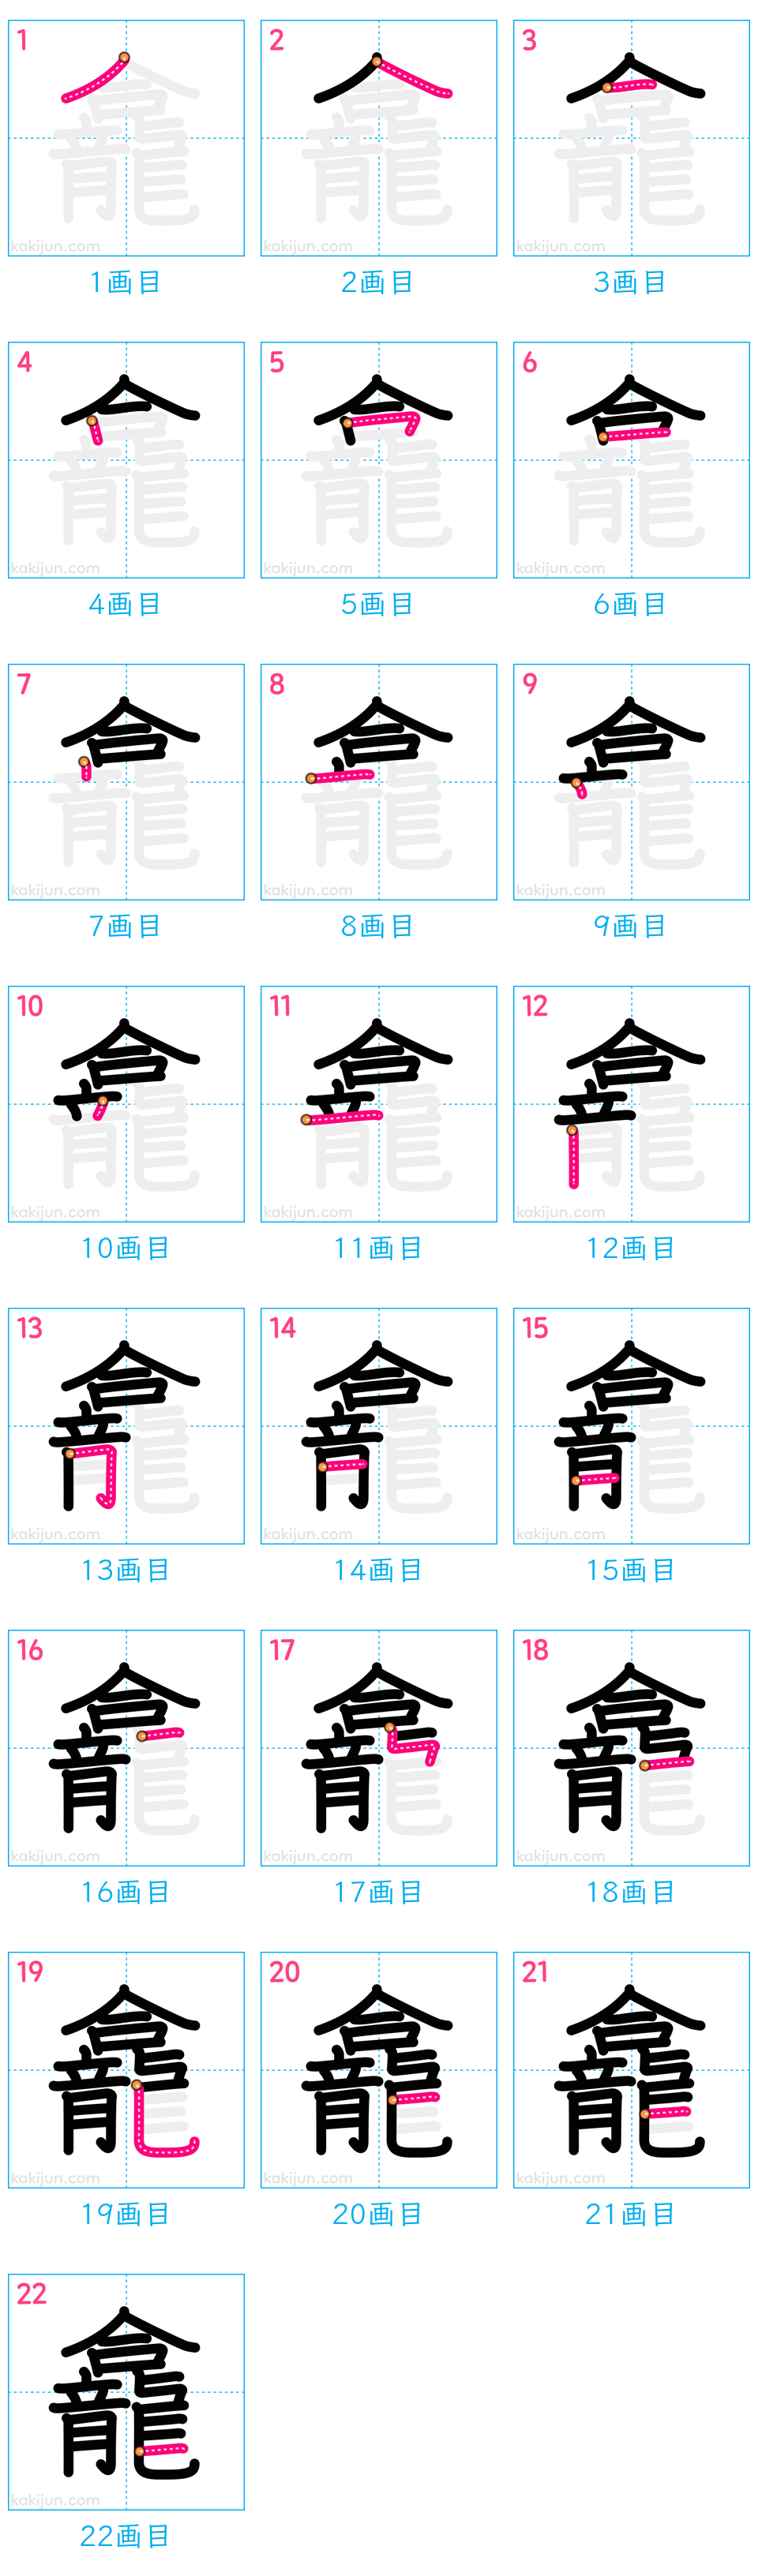 1 2 3
kakijun.com kakijun.com kakijun.com
1画目 2画目 3画目
4 5 6
kakijun.com kakijun.com kakijun.com
4画目 5画目 6画目
7 8 9
kakijun.com kakijun.com kakijun.com
7画目 8画目 9画目
10 11 12
kakijun.com kakijun.com kakijun.com
10画目 11画目 12画目
13 14 15
kakijun.com kakijun.com kakijun.com
13画目 14画目 15画目
16 17 18
kakijun.com kakijun.com kakijun.com
16画目 17画目 18画目
19 20 21
kakijun.com kakijun.com kakijun.com
19画目 20画目 21画目
22
龕
kakijun.com
22画目